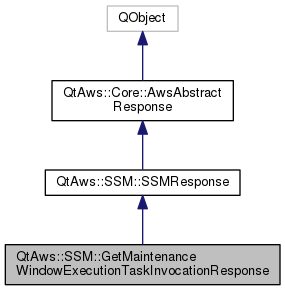 QObject
QtAws::Core::AwsAbstract
Response
QtAws::SSM::SSMResponse
QtAws::SSM::GetMaintenance
WindowExecutionTaskInvocationResponse